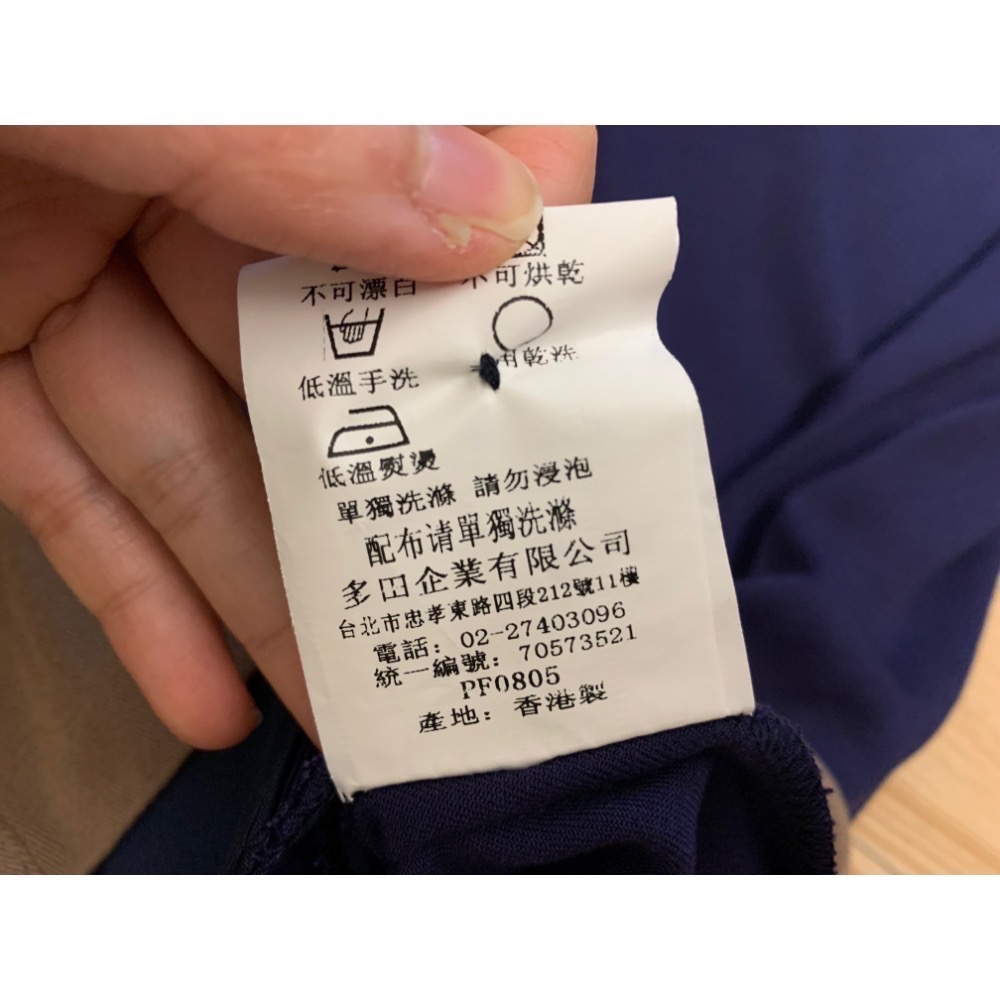 不可漂白 不可烘乾
低溫手洗 用乾洗
低溫熨燙
單獨洗滌 請勿浸泡
配布请單獨洗滌
多田企業有限公司
台北市忠孝東路四段212號11樓
電話: 02-27403096
統一編號: 70573521
PF0805
產地: 香港製